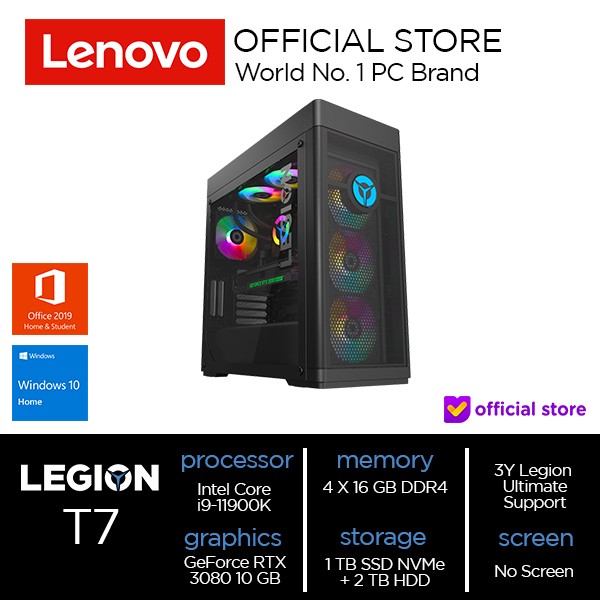 Lenovo
OFFICIAL STORE
World No. 1 PC Brand
LEGION
Office 2019
Home & Student
Windows
Windows 10
Home
official store
LEGION
T7
processor
Intel Core
i9-11900K
graphics
GeForce RTX
3080 10 GB
memory
4 X 16 GB DDR4
storage
1 TB SSD NVMe
+ 2 TB HDD
3Y Legion
Ultimate
Support
screen
No Screen